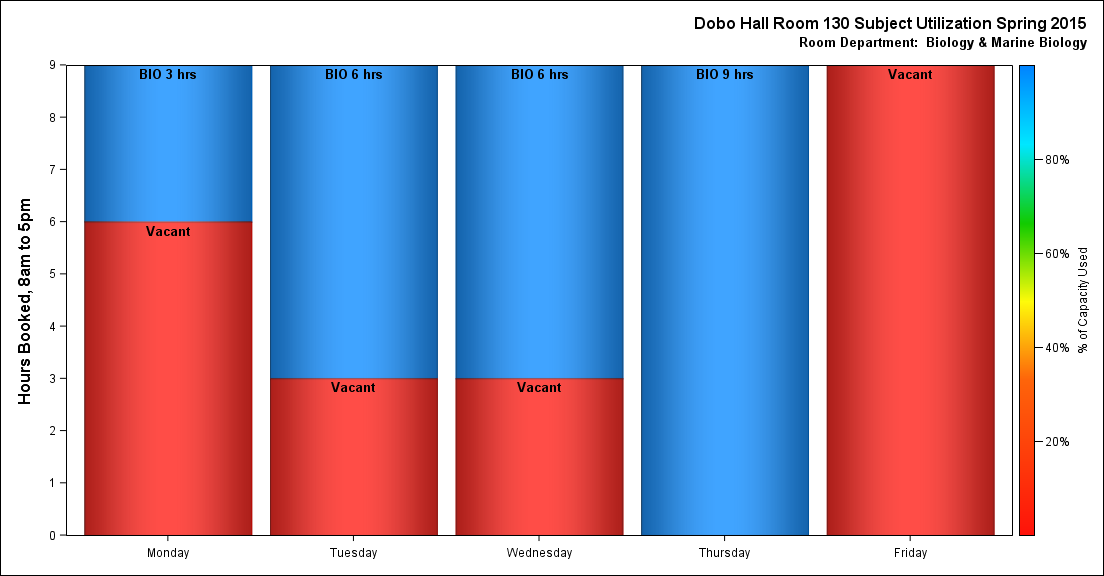 Dobo Hall Room 130 Subject Utilization Spring 2015
Room Department:  Biology & Marine Biology
Hours Booked, 8am to 5pm
9
8
7
6
5
4
3
2
1
0
BIO 3 hrs
BIO 6 hrs
BIO 6 hrs
BIO 9 hrs
Vacant
Vacant
Vacant
Vacant
Monday
Tuesday
Wednesday
Thursday
Friday
80%
60%
40%
20%
% of Capacity Used